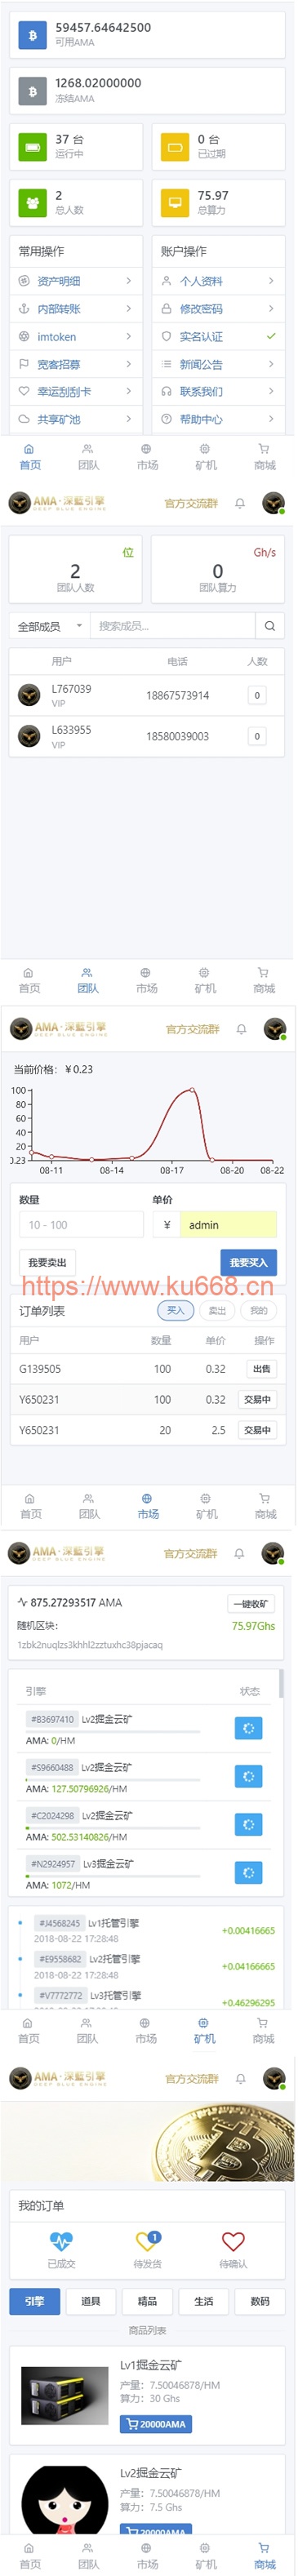 59457.64642500
可用AMA
1268.02000000
冻结AMA
37 台
运行中
0 台
已过期
2
总人数
75.97
总算力
常用操作
账户操作
资产明细
个人资料
内部转账
修改密码
imtoken
实名认证
宽客招募
新闻公告
幸运刮刮卡
联系我们
共享矿池
帮助中心
首页 团队 市场 矿机 商城
AMA·深藍引擎 官方交流群
DEEP BLUE ENGINE
位
2
团队人数
Gh/s
0
团队算力
全部成员 搜索成员...
用户 电话 人数
L767039
VIP
18867573914 0
L633955
VIP
18580039003 0
首页 团队 市场 矿机 商城
AMA·深藍引擎 官方交流群
DEEP BLUE ENGINE
当前价格: ¥0.23
100
80
60
40
20
0.23
08-11 08-14 08-17 08-20 08-22
数量 单价
10 - 100 ¥ admin
我要卖出 我要买入
https://www.ku668.cn
订单列表 买入 卖出 我的
用户 数量 单价 操作
G139505 100 0.32 出售
Y650231 100 0.32 交易中
Y650231 20 2.5 交易中
首页 团队 市场 矿机 商城
AMA·深藍引擎 官方交流群
DEEP BLUE ENGINE
875.27293517 AMA 一键收矿
随机区块: 75.97Ghs
1zbk2nuqlzs3khhl2zztuxhc38pjacaq
引擎 状态
#B3697410 Lv2掘金云矿
AMA: 0/HM
#S9660488 Lv2掘金云矿
AMA: 127.50796926/HM
#C2024298 Lv2掘金云矿
AMA: 502.53140826/HM
#N2924957 Lv3掘金云矿
AMA: 1072/HM
#J4568245 Lv1托管引擎
2018-08-22 17:28:48
+0.00416665
#E9558682 Lv2托管引擎
2018-08-22 17:28:48
+0.04166665
#V7772772 Lv3托管引擎
2018-08-22 17:28:48
+0.46296295
首页 团队 市场 矿机 商城
AMA·深藍引擎 官方交流群
DEEP BLUE ENGINE
我的订单
1
已成交 待发货 待确认
引擎 道具 精品 生活 数码
商品列表
Lv1掘金云矿
产量: 7.50046878/HM
算力: 30 Ghs
20000AMA
Lv2掘金云矿
产量: 7.50046878/HM
算力: 7.5 Ghs
20000AMA
首页 团队 市场 矿机 商城